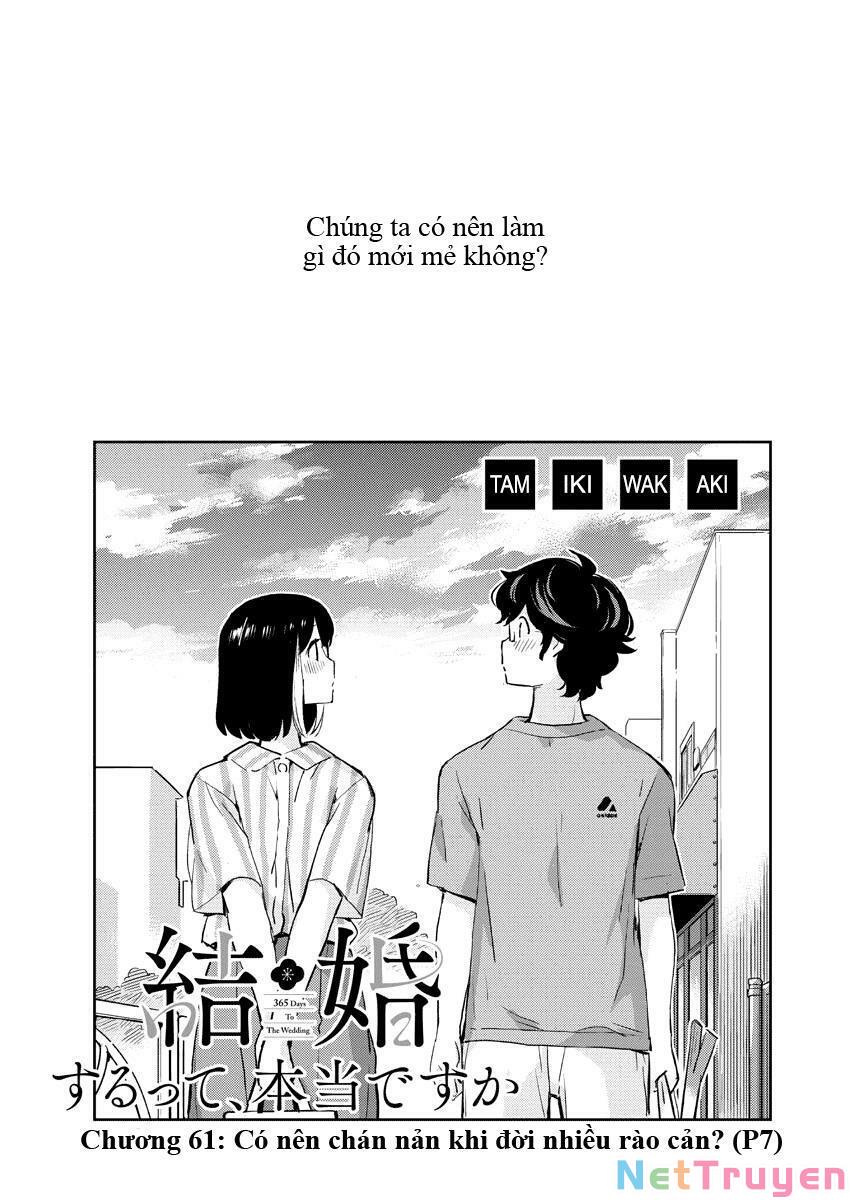 Chúng ta có nên làm
gì đó mới mẻ không?
TAM IKI WAK AKI
結婚
365 Days
To
The Wedding
するって、本当ですか
Chương 61: Có nên chán nản khi đời nhiều rào cản? (P7)
NetTruyen